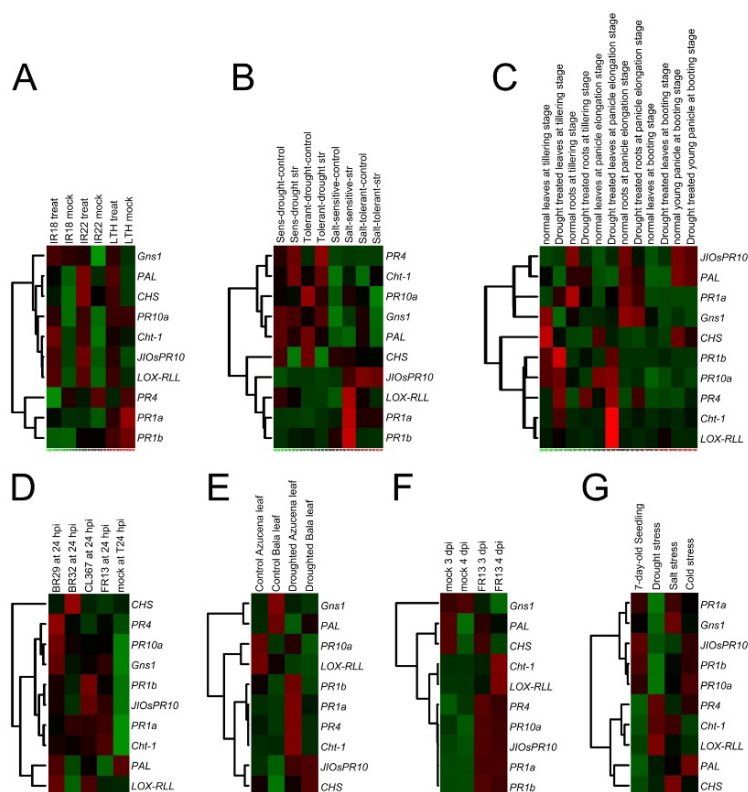 A
IR18 treat
IR18 mock
IR22 treat
IR22 mock
LTH treat
LTH mock
Gns1
PAL
CHS
PR10a
Cht-1
JIOsPR10
LOX-RLL
PR4
PR1a
PR1b
B
Sens-drought-control
Sens-drought str
Tolerant-drought-control
Tolerant-drought str
Salt-sensitive-control
Salt-sensitive-str
Salt-tolerant-control
Salt-tolerant-str
PR4
Cht-1
PR10a
Gns1
PAL
CHS
JIOsPR10
LOX-RLL
PR1a
PR1b
C
normal leaves at tillering stage
Drought treated leaves at tillering stage
normal roots at tillering stage
Drought treated roots at tillering stage
normal leaves at panicle elongation stage
Drought treated leaves at panicle elongation stage
normal roots at panicle elongation stage
Drought treated roots at panicle elongation stage
normal leaves at booting stage
Drought treated leaves at booting stage
normal young panicle at booting stage
Drought treated young panicle at booting stage
JIOsPR10
PAL
PR1a
Gns1
CHS
PR1b
PR10a
PR4
Cht-1
LOX-RLL
D
BR29 at 24 hpi
BR32 at 24 hpi
CL367 at 24 hpi
FR13 at 24 hpi
mock at T24 hpi
CHS
PR4
PR10a
Gns1
PR1b
JIOsPR10
PR1a
Cht-1
PAL
LOX-RLL
E
Control Azucena leaf
Control Bala leaf
Droughted Azucena leaf
Droughted Bala leaf
Gns1
PAL
PR10a
LOX-RLL
PR1b
PR1a
PR4
Cht-1
JIOsPR10
CHS
F
mock 3 dpi
mock 4 dpi
FR13 3 dpi
FR13 4 dpi
Gns1
PAL
CHS
Cht-1
LOX-RLL
PR4
PR10a
JIOsPR10
PR1a
PR1b
G
7-day-old Seedling
Drought stress
Salt stress
Cold stress
PR1a
Gns1
JIOsPR10
PR1b
PR10a
PR4
Cht-1
LOX-RLL
PAL
CHS